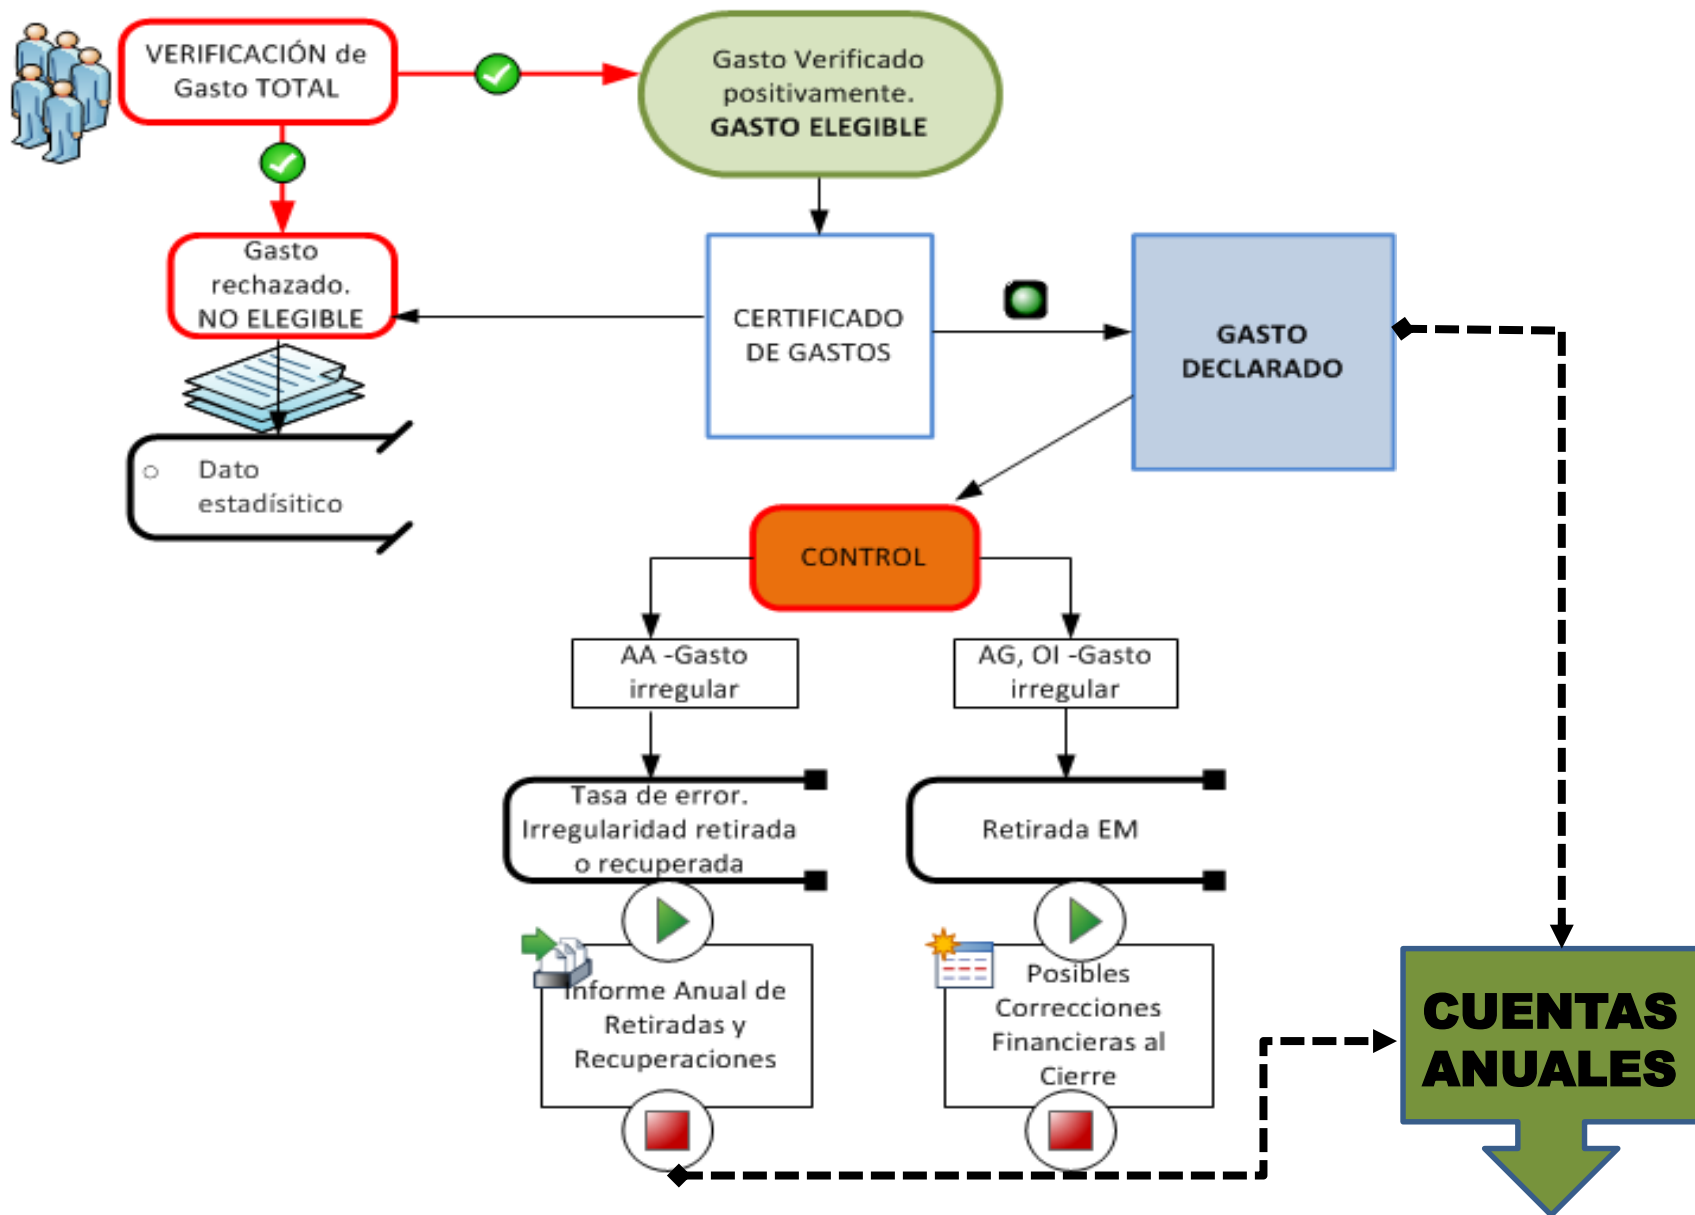 VERIFICACIÓN de
Gasto TOTAL
Gasto Verificado
positivamente.
GASTO ELEGIBLE
Gasto
rechazado.
NO ELEGIBLE
CERTIFICADO
DE GASTOS
GASTO
DECLARADO
Dato
estadísitico
CONTROL
AA -Gasto
irregular
AG, OI -Gasto
irregular
Tasa de error.
Irregularidad retirada
o recuperada
Retirada EM
Informe Anual de
Retiradas y
Recuperaciones
Posibles
Correcciones
Financieras al
Cierre
CUENTAS
ANUALES